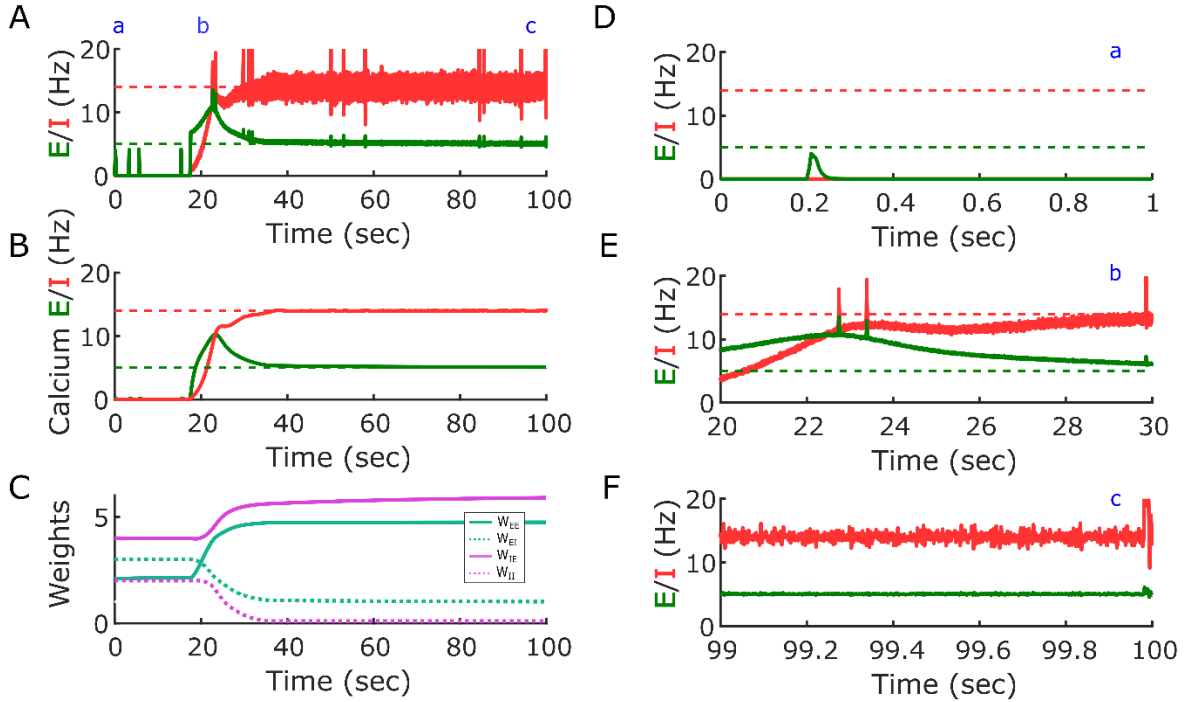 A
a
b
c
20
10
0
E/I (Hz)
0 20 40 60 80 100
Time (sec)
B
20
10
0
Calcium E/I (Hz)
0 20 40 60 80 100
Time (sec)
C
5
0
Weights
W_EE
W_EI
W_IE
W_II
0 20 40 60 80 100
Time (sec)
D
a
20
10
0
E/I (Hz)
0 0.2 0.4 0.6 0.8 1
Time (sec)
E
b
20
10
0
E/I (Hz)
20 22 24 26 28 30
Time (sec)
F
c
20
10
0
E/I (Hz)
99 99.2 99.4 99.6 99.8 100
Time (sec)